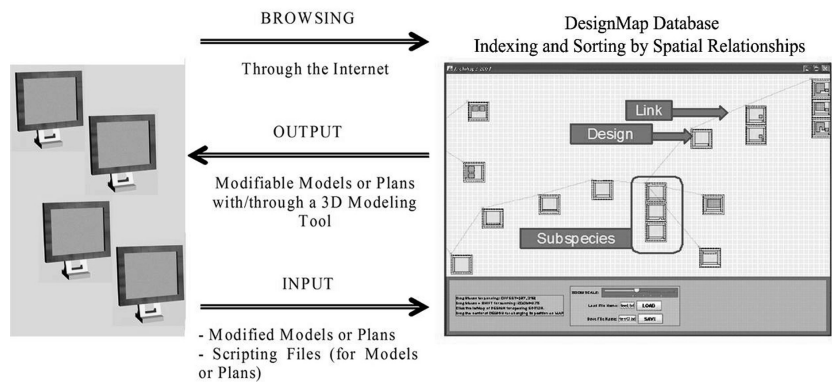 BROWSING
Through the Internet
OUTPUT
Modifiable Models or Plans
with/through a 3D Modeling
Tool
INPUT
- Modified Models or Plans
- Scripting Files (for Models
or Plans)
DesignMap Database
Indexing and Sorting by Spatial Relationships
Link
Design
Subspecies
LOAD
SAVE